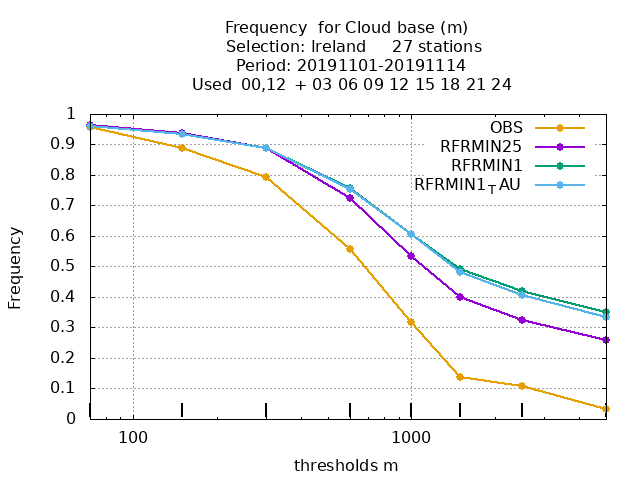 Frequency  for Cloud base (m)
Selection: Ireland     27 stations
Period: 20191101-20191114
Used  00,12  + 03 06 09 12 15 18 21 24
OBS
RFRMIN25
RFRMIN1
RFRMIN1_TAU
1
0.9
0.8
0.7
0.6
0.5
0.4
0.3
0.2
0.1
0
Frequency
100
1000
thresholds m